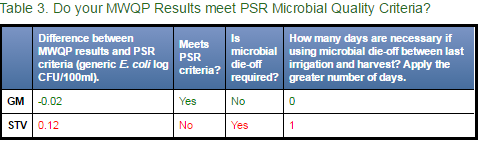 Table 3. Do your MWQP Results meet PSR Microbial Quality Criteria?
Difference between MWQP results and PSR criteria (generic E. coli log CFU/100ml).
Meets PSR criteria?
Is microbial die-off required?
How many days are necessary if using microbial die-off between last irrigation and harvest? Apply the greater number of days.
GM -0.02 Yes No 0
STV 0.12 No Yes 1